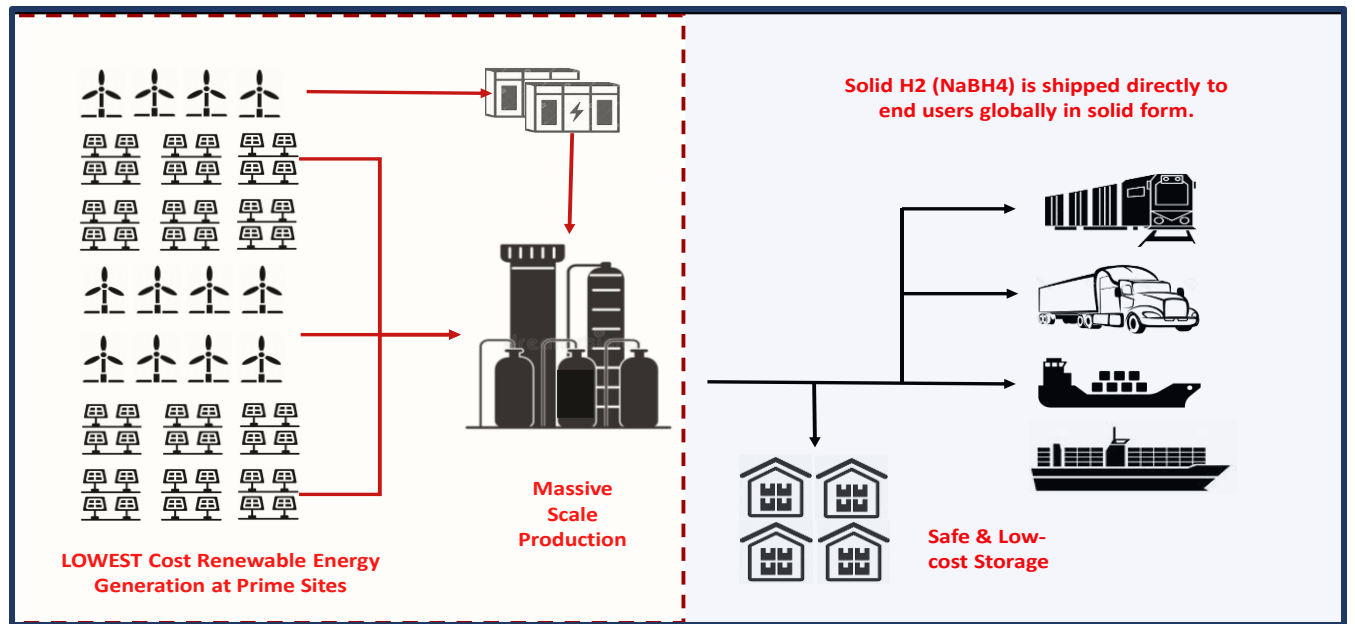 Solid H2 (NaBH4) is shipped directly to
end users globally in solid form.
Massive
Scale
Production
LOWEST Cost Renewable Energy
Generation at Prime Sites
Safe & Low-
cost Storage